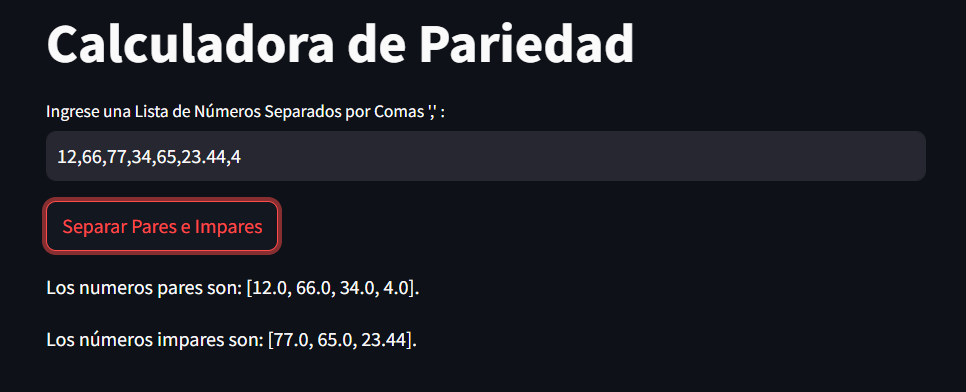 Calculadora de Pariedad
Ingrese una Lista de Números Separados por Comas ',' :
12,66,77,34,65,23.44,4
Separar Pares e Impares
Los numeros pares son: [12.0, 66.0, 34.0, 4.0].
Los números impares son: [77.0, 65.0, 23.44].